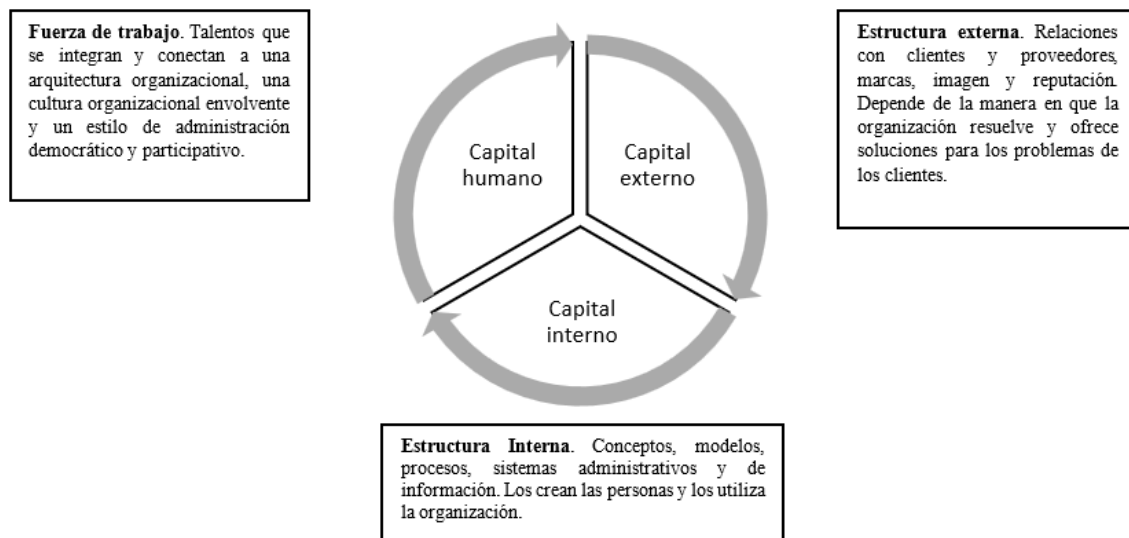 Fuerza de trabajo. Talentos que
se integran y conectan a una
arquitectura organizacional, una
cultura organizacional envolvente
y un estilo de administración
democrático y participativo.
Estructura externa. Relaciones
con clientes y proveedores,
marcas, imagen y reputación.
Depende de la manera en que la
organización resuelve y ofrece
soluciones para los problemas de
los clientes.
Capital
humano
Capital
externo
Capital
interno
Estructura Interna. Conceptos, modelos,
procesos, sistemas administrativos y de
información. Los crean las personas y los utiliza
la organización.